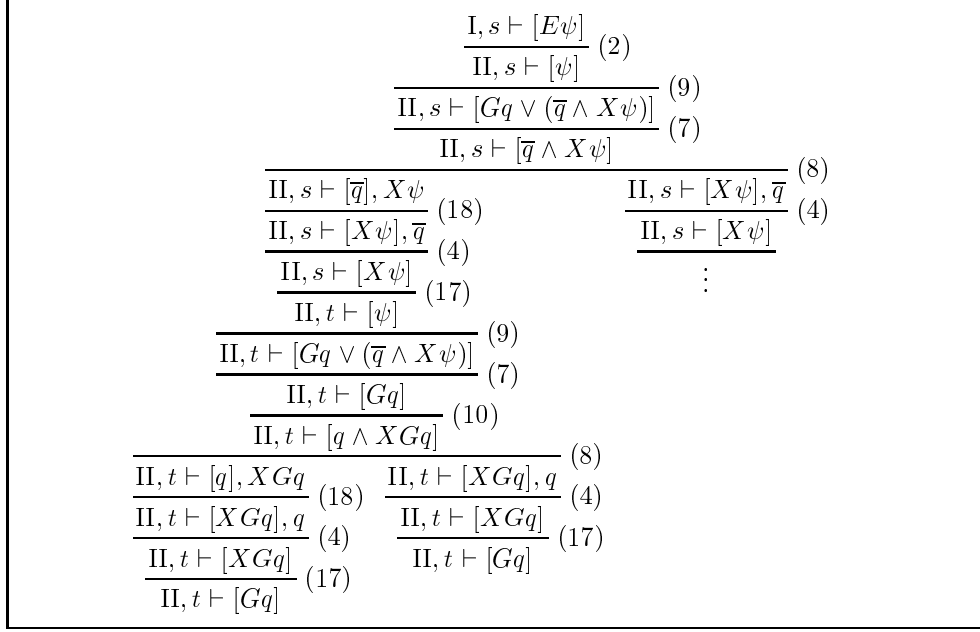 I, s ⊢ [Eψ] (2)
II, s ⊢ [ψ] (9)
II, s ⊢ [Gq ∨ (q̅ ∧ Xψ)] (7)
II, s ⊢ [q̅ ∧ Xψ] (8)
II, s ⊢ [q̅], Xψ (18) II, s ⊢ [Xψ], q̅ (4)
II, s ⊢ [Xψ], q̅ (4) II, s ⊢ [Xψ]
II, s ⊢ [Xψ] (17) ⋮
II, t ⊢ [ψ] (9)
II, t ⊢ [Gq ∨ (q̅ ∧ Xψ)] (7)
II, t ⊢ [Gq] (10)
II, t ⊢ [q ∧ XGq] (8)
II, t ⊢ [q], XGq (18) II, t ⊢ [XGq], q (4)
II, t ⊢ [XGq], q (4) II, t ⊢ [XGq] (17)
II, t ⊢ [XGq] (17) II, t ⊢ [Gq]
II, t ⊢ [Gq]